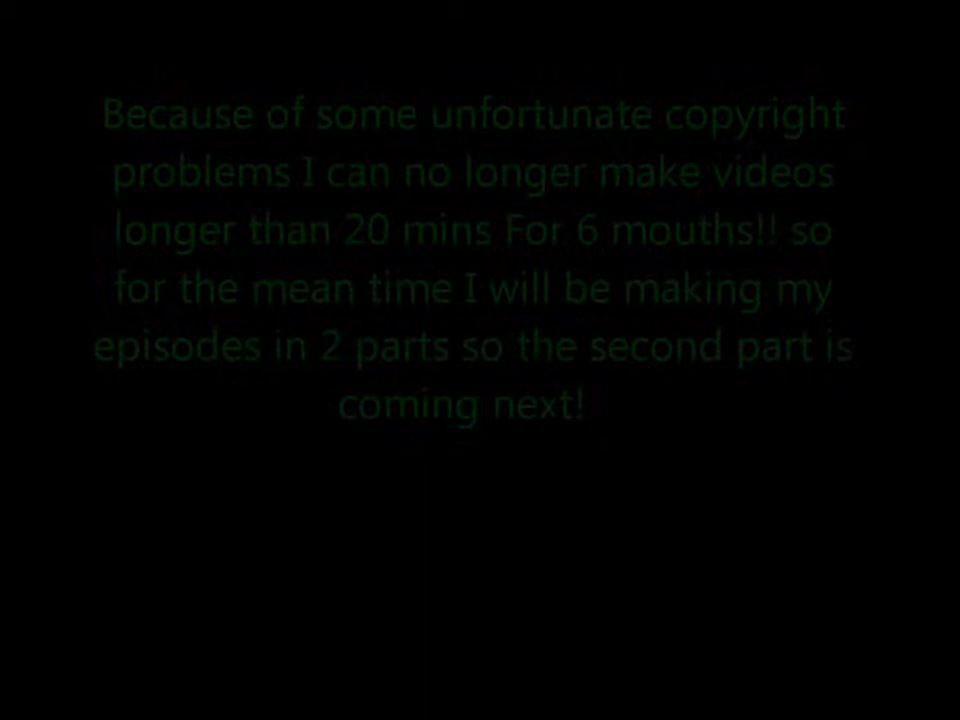 Because of some unfortunate copyright
problems I can no longer make videos
longer than 20 mins For 6 mouths!! so
for the mean time I will be making my
episodes in 2 parts so the second part is
coming next!